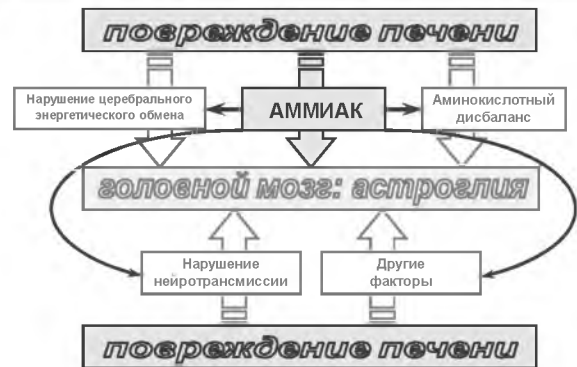 повреждение печени
Нарушение церебрального
энергетического обмена
АММИАК
Аминокислотный
дисбаланс
головной мозг: астроглия
Нарушение
нейротрансмиссии
Другие
факторы
повреждение печени